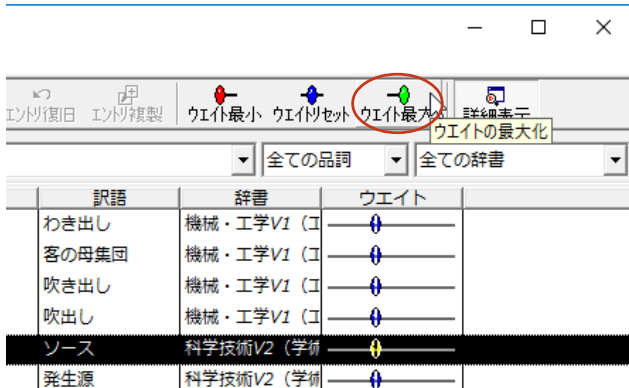 エントリ復旧 エントリ複製 ウエイト最小 ウエイトリセット ウエイト最大 詳細表示
ウエイトの最大化
全ての品詞 全ての辞書
訳語 辞書 ウエイト
わき出し 機械・工学V1（エ
客の母集団 機械・工学V1（エ
吹き出し 機械・工学V1（エ
吹出し 機械・工学V1（エ
ソース 科学技術V2（学術
発生源 科学技術V2（学術